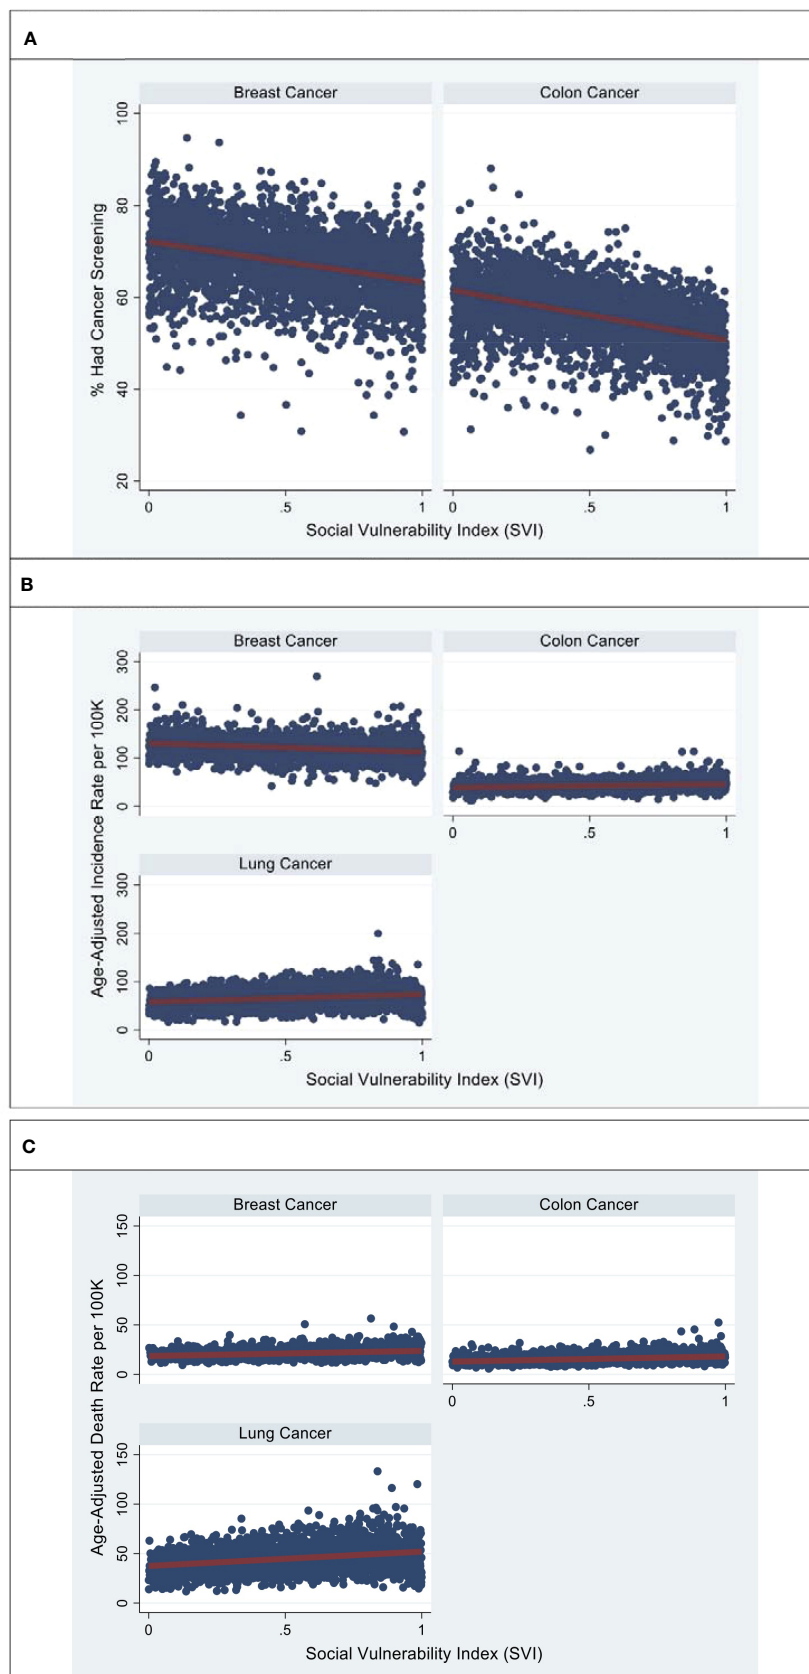 A
Breast Cancer
Colon Cancer
% Had Cancer Screening
100
80
60
40
20
0
.5
1
0
.5
1
Social Vulnerability Index (SVI)
B
Breast Cancer
Colon Cancer
Age-Adjusted Incidence Rate per 100K
300
200
100
0
0
.5
1
Lung Cancer
300
200
100
0
0
.5
1
Social Vulnerability Index (SVI)
C
Breast Cancer
Colon Cancer
Age-Adjusted Death Rate per 100K
150
100
50
0
0
.5
1
Lung Cancer
150
100
50
0
0
.5
1
Social Vulnerability Index (SVI)